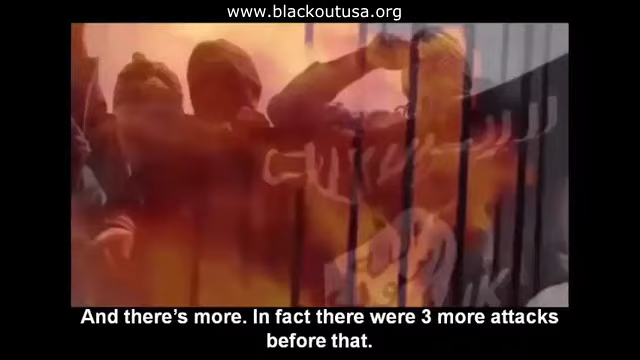 www.blackoutusa.org
And there's more. In fact there were 3 more attacks
before that.